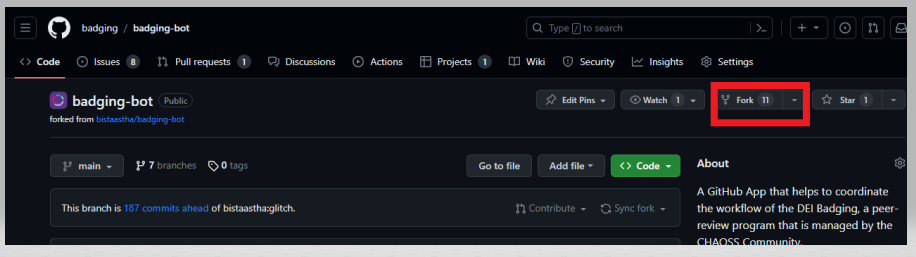 badging / badging-bot
Type / to search
Code Issues 8 Pull requests 1 Discussions Actions Projects 1 Wiki Security Insights Settings
badging-bot Public
Edit Pins Watch 1 Fork 11 Star 1
forked from bistaastha/badging-bot
main 7 branches 0 tags Go to file Add file Code
About
This branch is 187 commits ahead of bistaastha:glitch. Contribute Sync fork
A GitHub App that helps to coordinate
the workflow of the DEI Badging, a peer-
review program that is managed by the
CHAOSS Community.